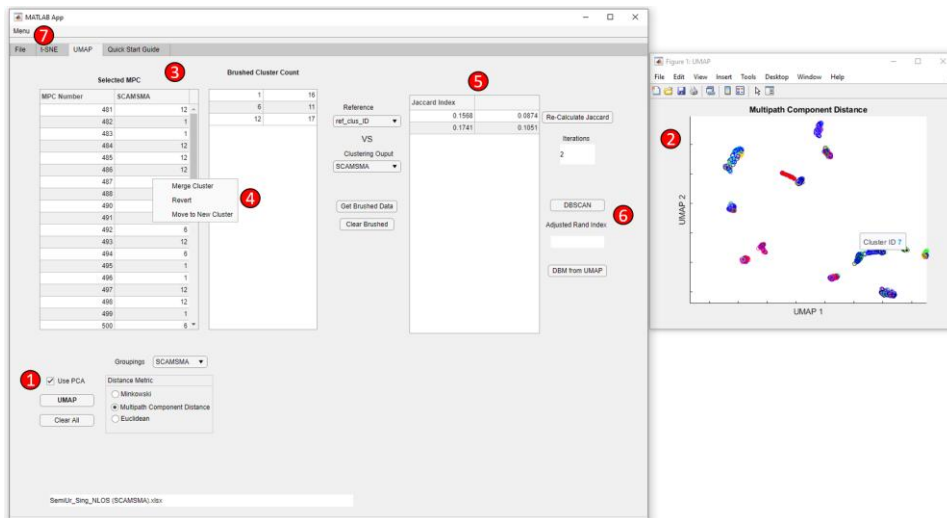 MATLAB App
Menu
7
File t-SNE UMAP Quick Start Guide
3
Selected MPC
Brushed Cluster Count
MPC Number SCAMSMA
481 12
482 1
483 1
484 12
485 12
486 12
487
488
490
491
492 6
493 12
494 6
495 1
496 1
497 12
498 12
499 1
500 6
Merge Cluster
Revert
Move to New Cluster
4
1 16
6 11
12 17
Reference
ref_clus_ID
VS
Clustering Ouput
SCAMSMA
Get Brushed Data
Clear Brushed
5
Jaccard Index
0.1568 0.0874
0.1741 0.1051
Re-Calculate Jaccard
Iterations
2
DBSCAN
6
Adjusted Rand Index
DBM from UMAP
Groupings SCAMSMA
1
Use PCA
UMAP
Clear All
Distance Metric
Minkowski
Multipath Component Distance
Euclidean
SemiUr_Sing_NLOS (SCAMSMA).xlsx
Figure 1: UMAP
File Edit View Insert Tools Desktop Window Help
Multipath Component Distance
2
UMAP 2
Cluster ID ?
UMAP 1